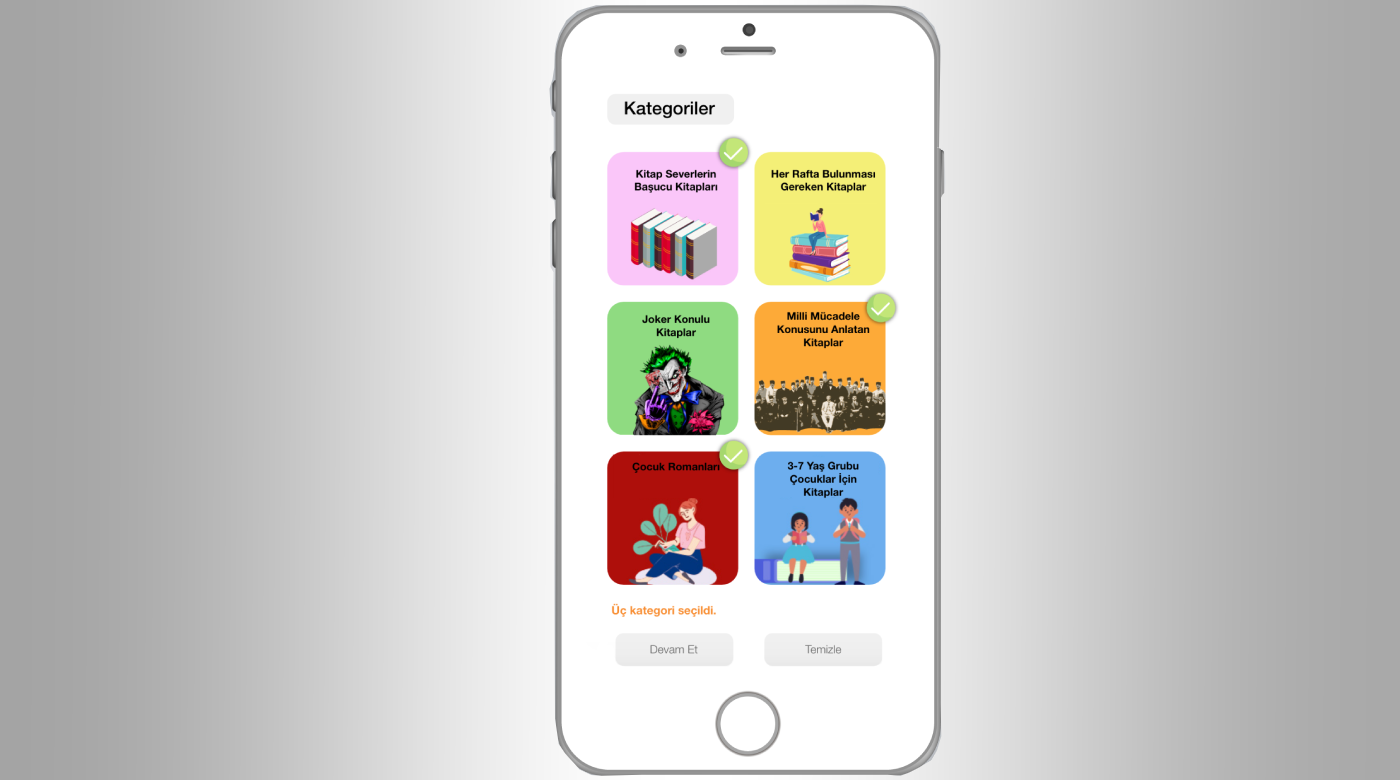 Kategoriler
Kitap Severlerin
Başucu Kitapları
Her Rafta Bulunması
Gereken Kitaplar
Joker Konulu
Kitaplar
Milli Mücadele
Konusunu Anlatan
Kitaplar
Çocuk Romanları
3-7 Yaş Grubu
Çocuklar İçin
Kitaplar
Üç kategori seçildi.
Devam Et
Temizle